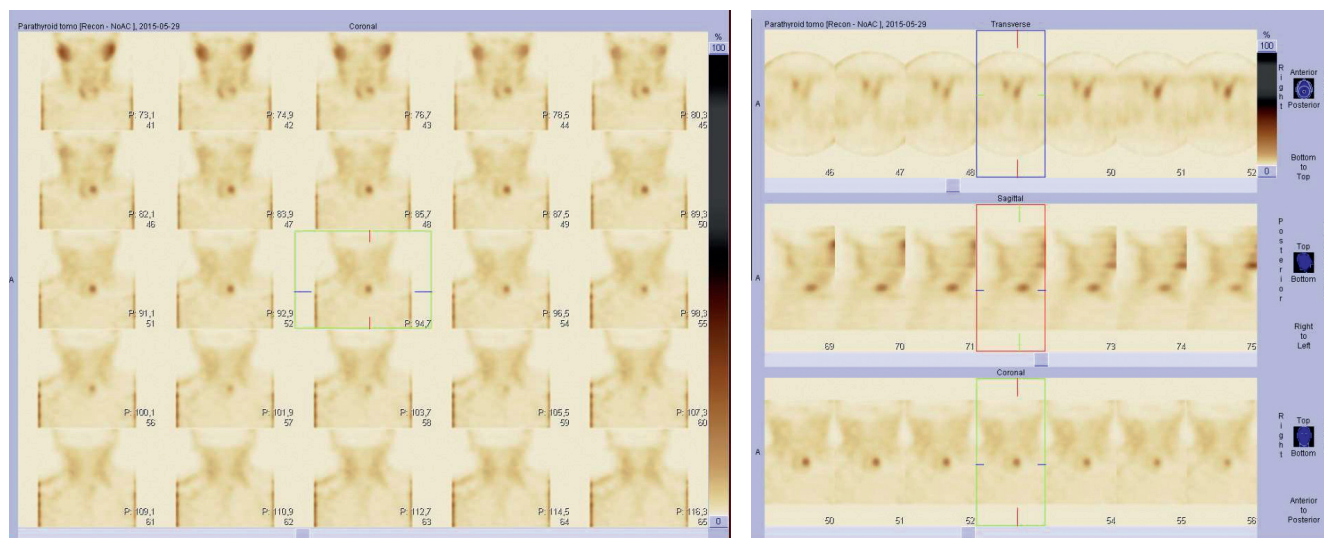 Parathyroid tomo [Recon - NoAC ], 2015-05-29 Coronal
%
100
P: 73,1 P: 74,9 P: 76,7 P: 78,5 P: 80,3
41 42 43 44 45
P: 82,1 P: 83,9 P: 85,7 P: 87,5 P: 89,3
46 47 48 49 50
A
P: 91,1 P: 92,9 P: 94,7 P: 96,5 P: 98,3
51 52 54 55
P: 100,1 P: 101,9 P: 103,7 P: 105,5 P: 107,3
56 57 58 59 60
P: 109,1 P: 110,9 P: 112,7 P: 114,5 P: 116,3
61 62 63 64 65
0
Parathyroid tomo [Recon - NoAC ], 2015-05-29 Transverse
%
100
Right
Anterior
Posterior
A
Bottom
to
Top
0
46 47 48 50 51 52
Sagittal
Posterior
Top
Bottom
A
Right
to
Left
69 70 71 73 74 75
Coronal
Right
Top
Bottom
A
Anterior
to
Posterior
50 51 52 54 55 56